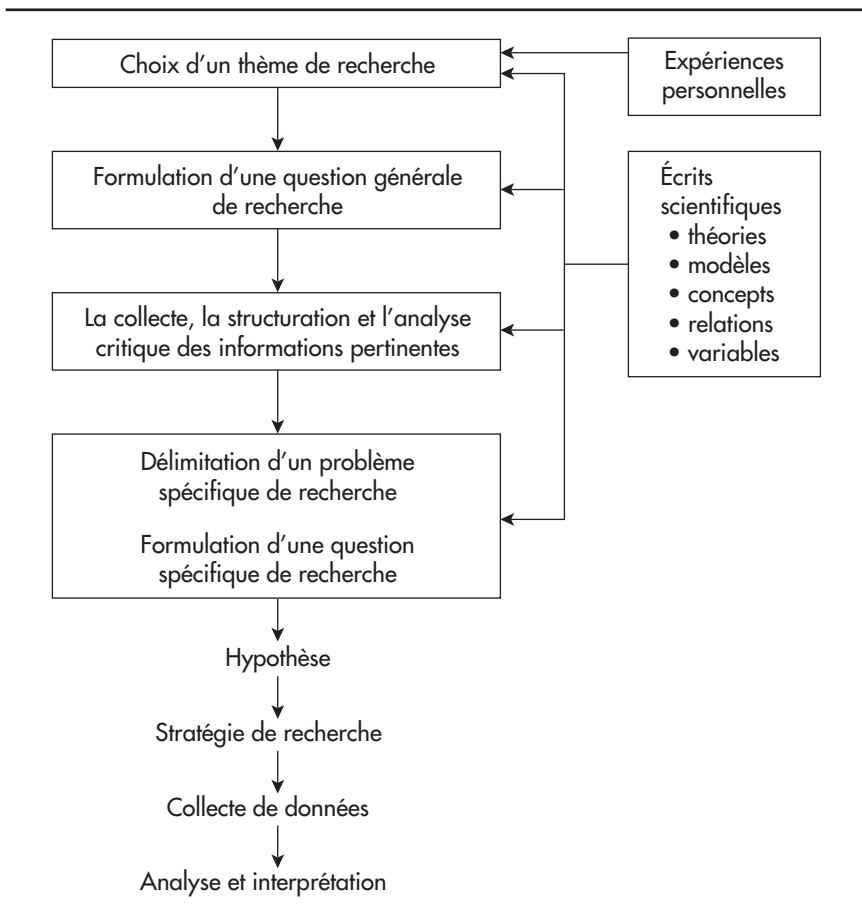 Choix d'un thème de recherche
Expériences
personnelles
Formulation d'une question générale
de recherche
Écrits
scientifiques
• théories
• modèles
• concepts
• relations
• variables
La collecte, la structuration et l'analyse
critique des informations pertinentes
Délimitation d'un problème
spécifique de recherche
Formulation d'une question
spécifique de recherche
Hypothèse
Stratégie de recherche
Collecte de données
Analyse et interprétation